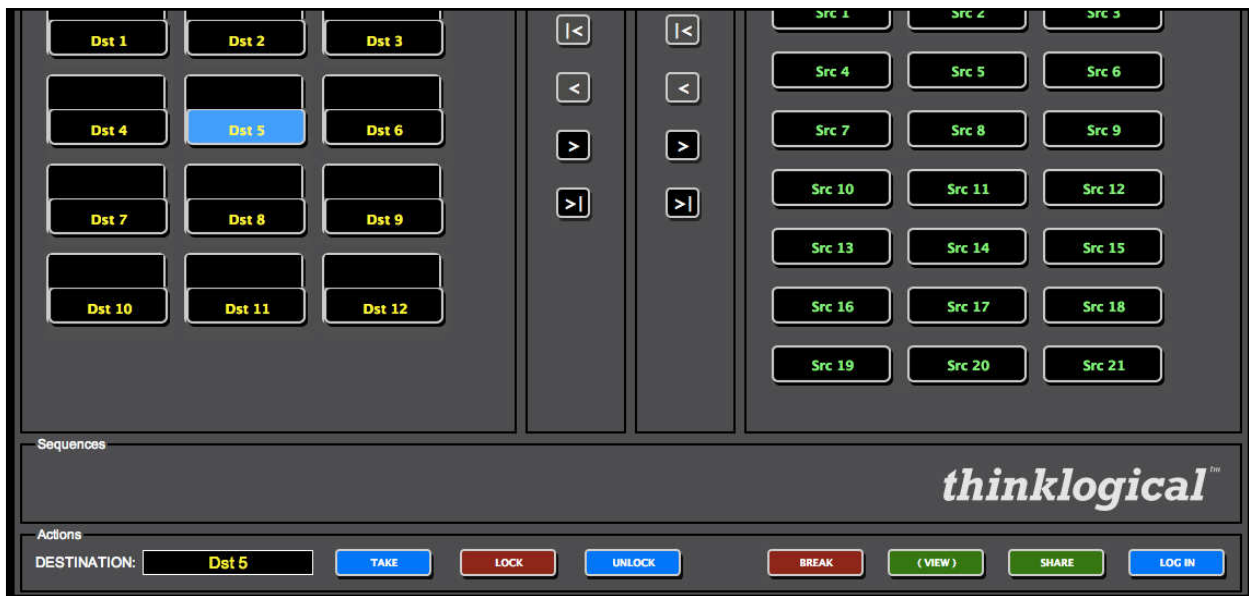 Dst 1 Dst 2 Dst 3 |< |< Src 1 Src 2 Src 3
< < Src 4 Src 5 Src 6
Dst 4 Dst 5 Dst 6 > > Src 7 Src 8 Src 9
>| >| Src 10 Src 11 Src 12
Dst 7 Dst 8 Dst 9
Src 13 Src 14 Src 15
Dst 10 Dst 11 Dst 12 Src 16 Src 17 Src 18
Src 19 Src 20 Src 21
Sequences
thinklogical™
Actions
DESTINATION: Dst 5 TAKE LOCK UNLOCK BREAK ( VIEW ) SHARE LOG IN